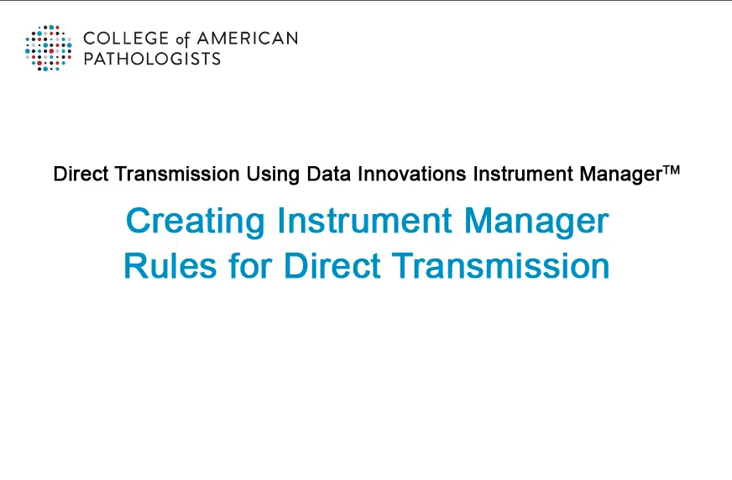 COLLEGE of AMERICAN
PATHOLOGISTS
Direct Transmission Using Data Innovations Instrument Manager™
Creating Instrument Manager
Rules for Direct Transmission